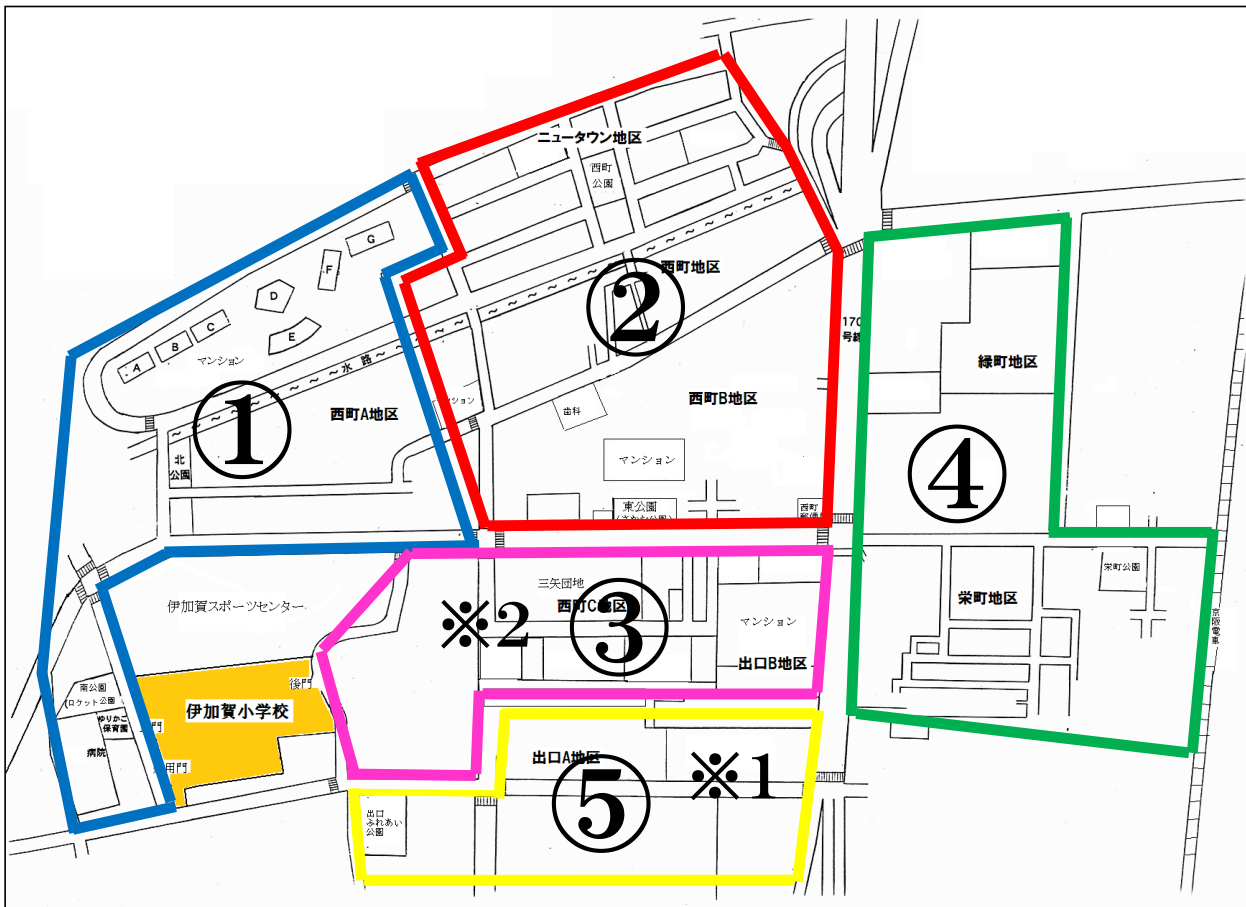 ニュータウン地区
西町
公園
G
F
D
C
E
B
A
マンション
水路
西町地区
②
170
号線
緑町地区
西町A地区
①
北
公園
歯科
西町B地区
マンション
④
東公園
西町
栄町公園
三矢団地
西町C地区
③
※2
マンション
栄町地区
伊加賀スポーツセンター
出口B地区
京阪電車
後門
南公園
(ロケット公園)
伊加賀小学校
ゆりかご
保育園
門
病院
用門
出口A地区
⑤
※1
出口
ふれあい
公園